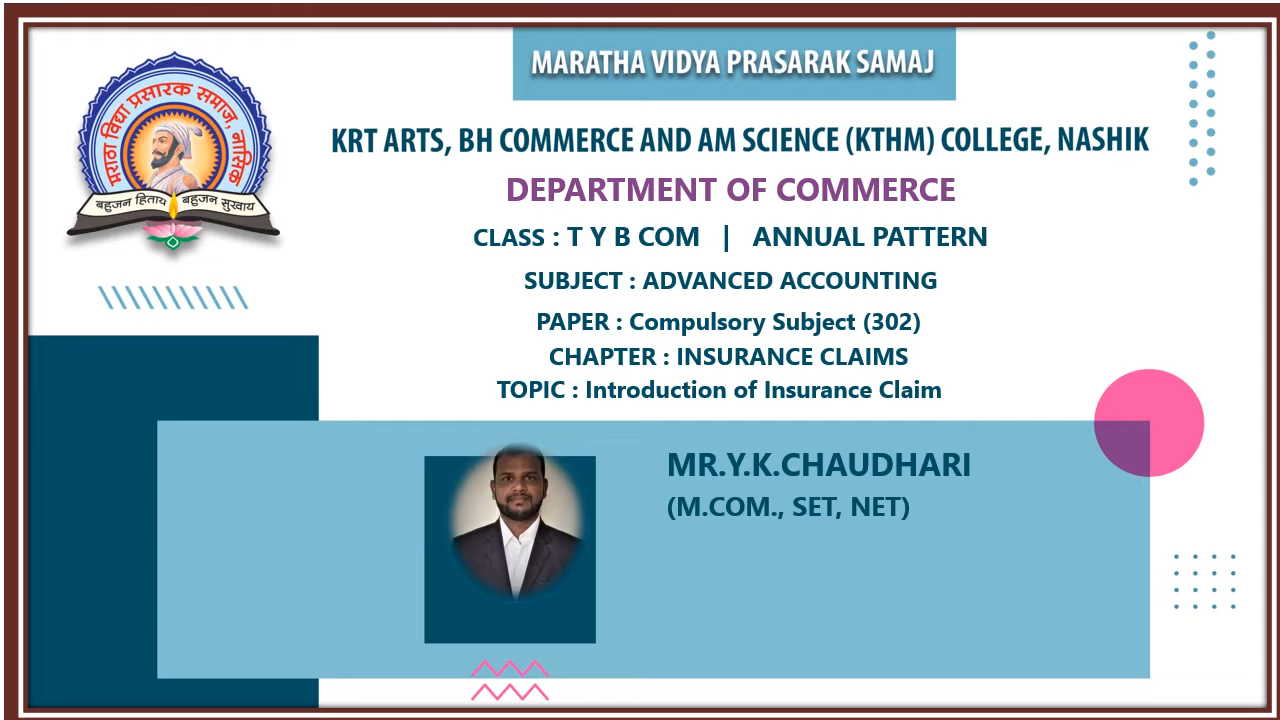 MARATHA VIDYA PRASARAK SAMAJ
मराठा विद्या प्रसारक समाज, नासिक
बहुजन हिताय बहुजन सुखाय
KRT ARTS, BH COMMERCE AND AM SCIENCE (KTHM) COLLEGE, NASHIK
DEPARTMENT OF COMMERCE
CLASS : T Y B COM | ANNUAL PATTERN
SUBJECT : ADVANCED ACCOUNTING
PAPER : Compulsory Subject (302)
CHAPTER : INSURANCE CLAIMS
TOPIC : Introduction of Insurance Claim
MR.Y.K.CHAUDHARI
(M.COM., SET, NET)